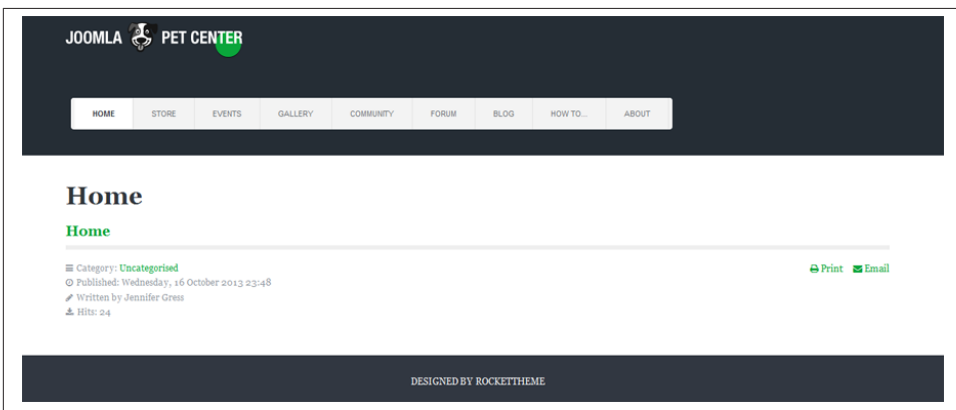 JOOMLA PET CENTER
HOME STORE EVENTS GALLERY COMMUNITY FORUM BLOG HOW TO... ABOUT
Home
Home
Category: Uncategorised
Print Email
Published: Wednesday, 16 October 2013 23:48
Written by Jennifer Gress
Hits: 24
DESIGNED BY ROCKETTHEME